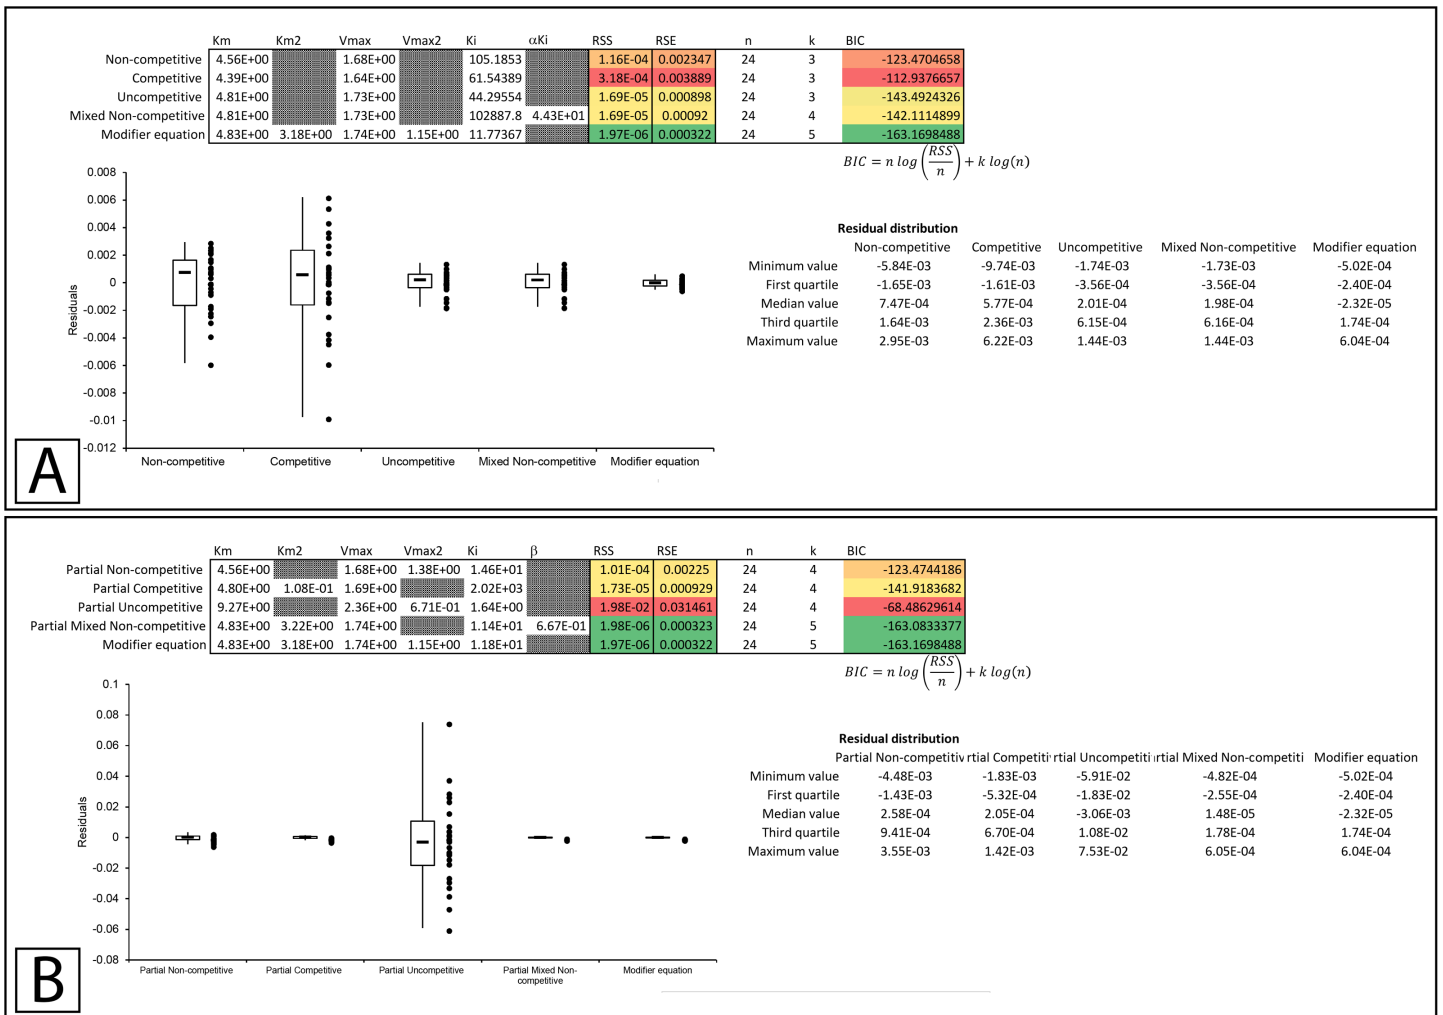 Km Km2 Vmax Vmax2 Ki αKi RSS RSE n k BIC
Non-competitive 4.56E+00 1.68E+00 105.1853 1.16E-04 0.002347 24 3 -123.4704658
Competitive 4.39E+00 1.64E+00 61.54389 3.18E-04 0.003889 24 3 -112.9376657
Uncompetitive 4.81E+00 1.73E+00 44.29554 1.69E-05 0.000898 24 3 -143.4924326
Mixed Non-competitive 4.81E+00 1.73E+00 102887.8 4.43E+01 1.69E-05 0.00092 24 4 -142.1114899
Modifier equation 4.83E+00 3.18E+00 1.74E+00 1.15E+00 11.77367 1.97E-06 0.000322 24 5 -163.1698488
BIC = n log (RSS/n) + k log(n)
0.008
0.006
0.004
0.002
0
-0.002
-0.004
-0.006
-0.008
-0.01
-0.012
Residuals
Non-competitive Competitive Uncompetitive Mixed Non-competitive Modifier equation
Residual distribution
Non-competitive Competitive Uncompetitive Mixed Non-competitive Modifier equation
Minimum value -5.84E-03 -9.74E-03 -1.74E-03 -1.73E-03 -5.02E-04
First quartile -1.65E-03 -1.61E-03 -3.56E-04 -3.56E-04 -2.40E-04
Median value 7.47E-04 5.77E-04 2.01E-04 1.98E-04 -2.32E-05
Third quartile 1.64E-03 2.36E-03 6.15E-04 6.16E-04 1.74E-04
Maximum value 2.95E-03 6.22E-03 1.44E-03 1.44E-03 6.04E-04
A
Km Km2 Vmax Vmax2 Ki β RSS RSE n k BIC
Partial Non-competitive 4.56E+00 1.68E+00 1.38E+00 1.46E+01 1.01E-04 0.00225 24 4 -123.4744186
Partial Competitive 4.80E+00 1.08E-01 1.69E+00 2.02E+03 1.73E-05 0.000929 24 4 -141.9183682
Partial Uncompetitive 9.27E+00 2.36E+00 6.71E-01 1.64E+00 1.98E-02 0.031461 24 4 -68.48629614
Partial Mixed Non-competitive 4.83E+00 3.22E+00 1.74E+00 1.14E+01 6.67E-01 1.98E-06 0.000323 24 5 -163.0833377
Modifier equation 4.83E+00 3.18E+00 1.74E+00 1.15E+00 1.18E+01 1.97E-06 0.000322 24 5 -163.1698488
BIC = n log (RSS/n) + k log(n)
0.1
0.08
0.06
0.04
0.02
0
-0.02
-0.04
-0.06
-0.08
Residuals
Partial Non-competitive Partial Competitive Partial Uncompetitive Partial Mixed Non-competitive Modifier equation
Residual distribution
Partial Non-competitiv rtial Competiti rtial Uncompetiti rtial Mixed Non-competiti Modifier equation
Minimum value -4.48E-03 -1.83E-03 -5.91E-02 -4.82E-04 -5.02E-04
First quartile -1.43E-03 -5.32E-04 -1.83E-02 -2.55E-04 -2.40E-04
Median value 2.58E-04 2.05E-04 -3.06E-03 1.48E-05 -2.32E-05
Third quartile 9.41E-04 6.70E-04 1.08E-02 1.78E-04 1.74E-04
Maximum value 3.55E-03 1.42E-03 7.53E-02 6.05E-04 6.04E-04
B